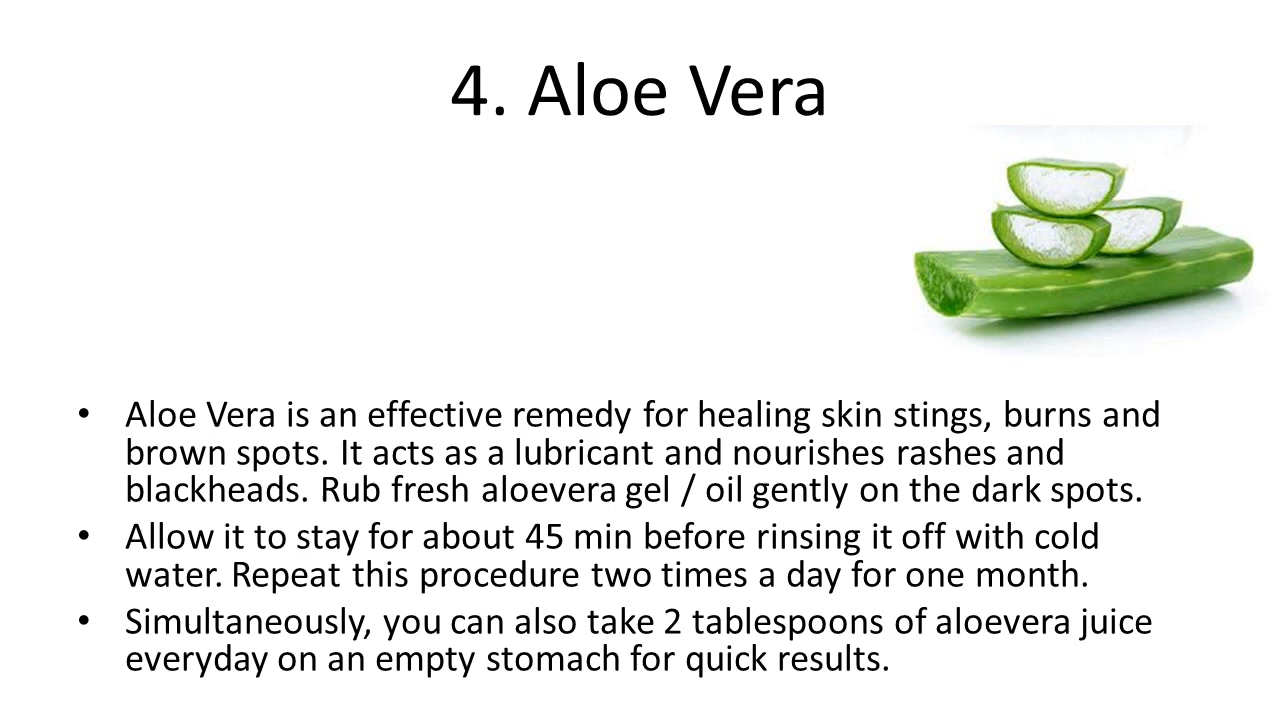 4. Aloe Vera
• Aloe Vera is an effective remedy for healing skin stings, burns and
brown spots. It acts as a lubricant and nourishes rashes and
blackheads. Rub fresh aloevera gel / oil gently on the dark spots.
• Allow it to stay for about 45 min before rinsing it off with cold
water. Repeat this procedure two times a day for one month.
• Simultaneously, you can also take 2 tablespoons of aloevera juice
everyday on an empty stomach for quick results.